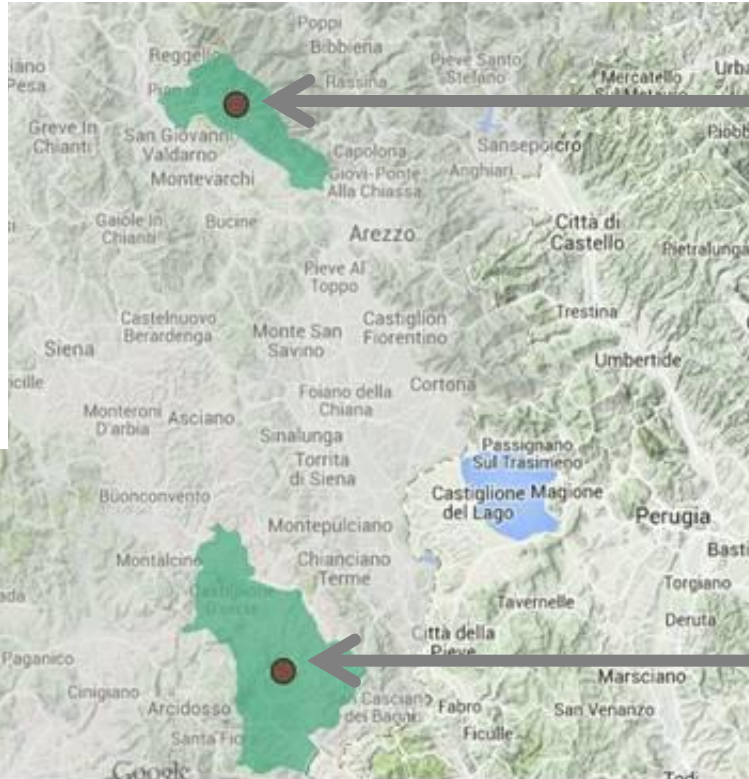 Poppi
Bibbiena
Reggello
Pieve Santo
Stefano
Rassina
Mercatello
Greve In
Chianti
San Giovanni
Valdarno
Montevarchi
Capolona
Giovi-Ponte
Alla Chiassa
Sansepolcro
Anghiari
Gaiole In
Chianti
Bucine
Arezzo
Città di
Castello
Pietralunga
Pieve Al
Toppo
Trestina
Castelnuovo
Berardenga
Monte San
Savino
Castiglion
Fiorentino
Siena
Umbertide
Foiano della
Chiana
Cortona
Monteroni
D'arbia
Asciano
Sinalunga
Torrita
di Siena
Passignano
Sul Trasimeno
Castiglione
del Lago
Magione
Buonconvento
Montepulciano
Perugia
Montalcino
Chianciano
Terme
Basti
Torgiano
Tavernelle
Deruta
Città della
Pieve
Paganico
Marsciano
Cinigiano
Arcidosso
Casciano
dei Bagni
Fabro
San Venanzo
Santa Fio
Ficulle
Google
Todi